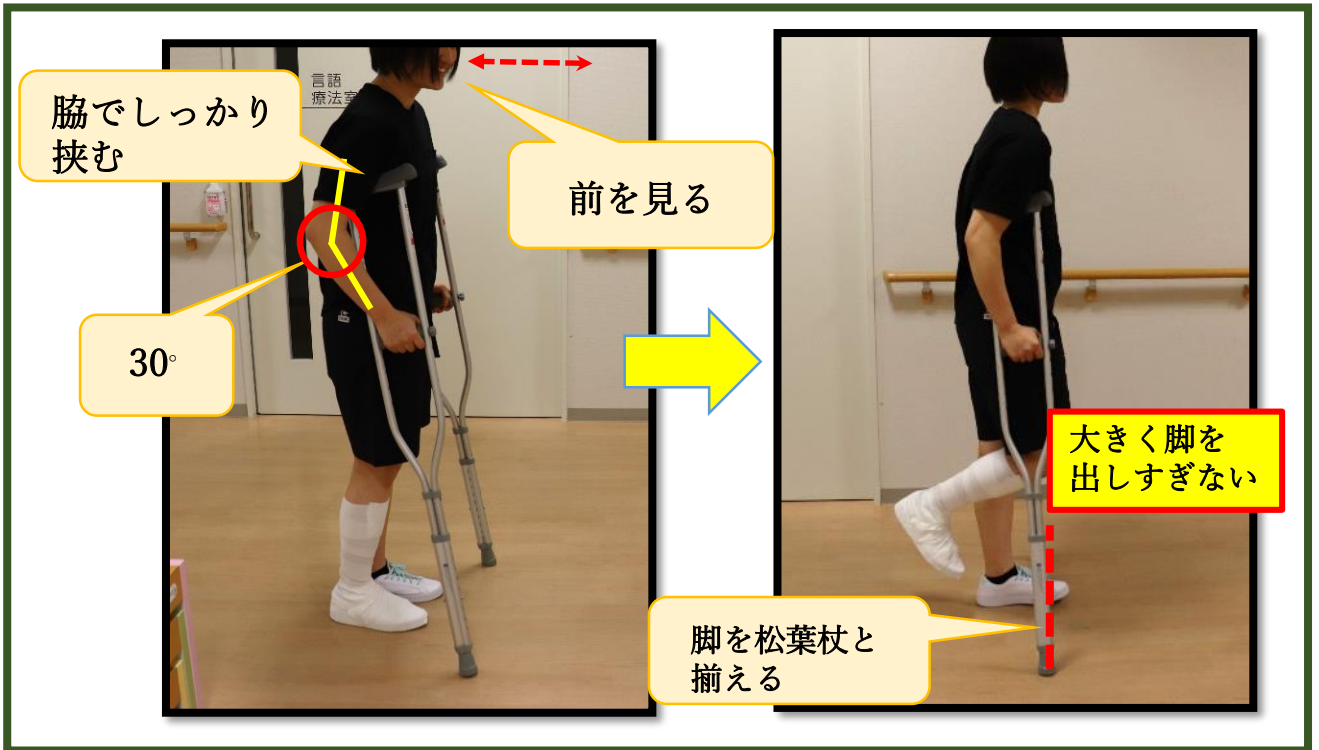 言語
療法室
脇でしっかり
挟む
前を見る
30°
大きく脚を
出しすぎない
脚を松葉杖と
揃える